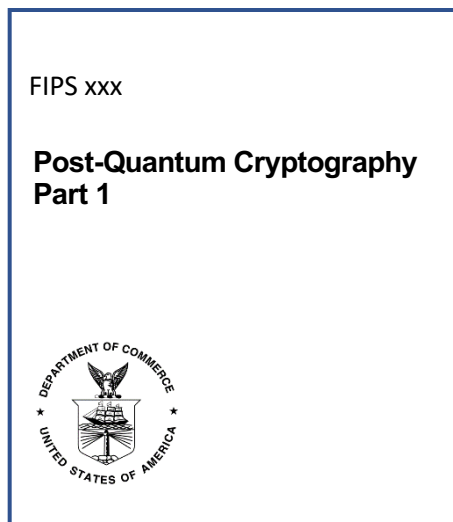 FIPS xxx
Post-Quantum Cryptography
Part 1
DEPARTMENT OF COMMERCE
UNITED STATES OF AMERICA